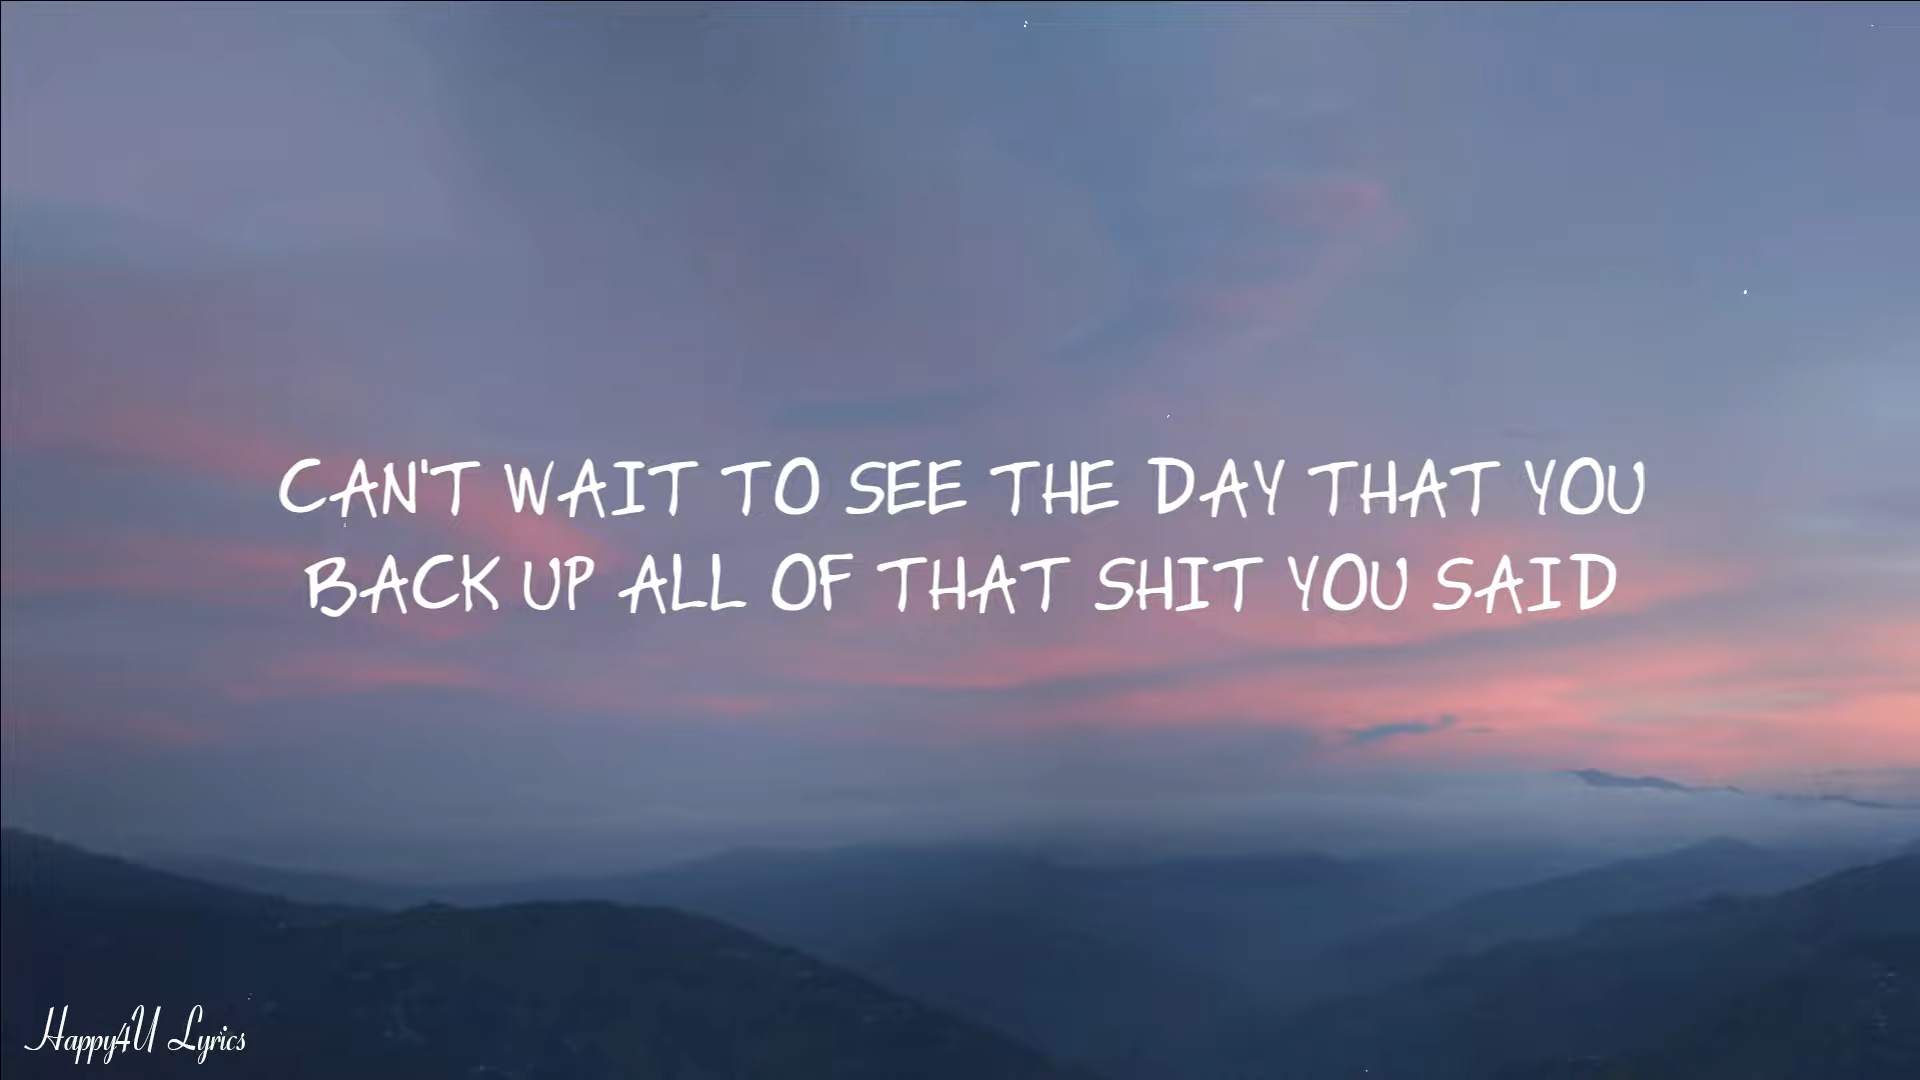 CAN'T WAIT TO SEE THE DAY THAT YOU
BACK UP ALL OF THAT SHIT YOU SAID
Happy4U Lyrics